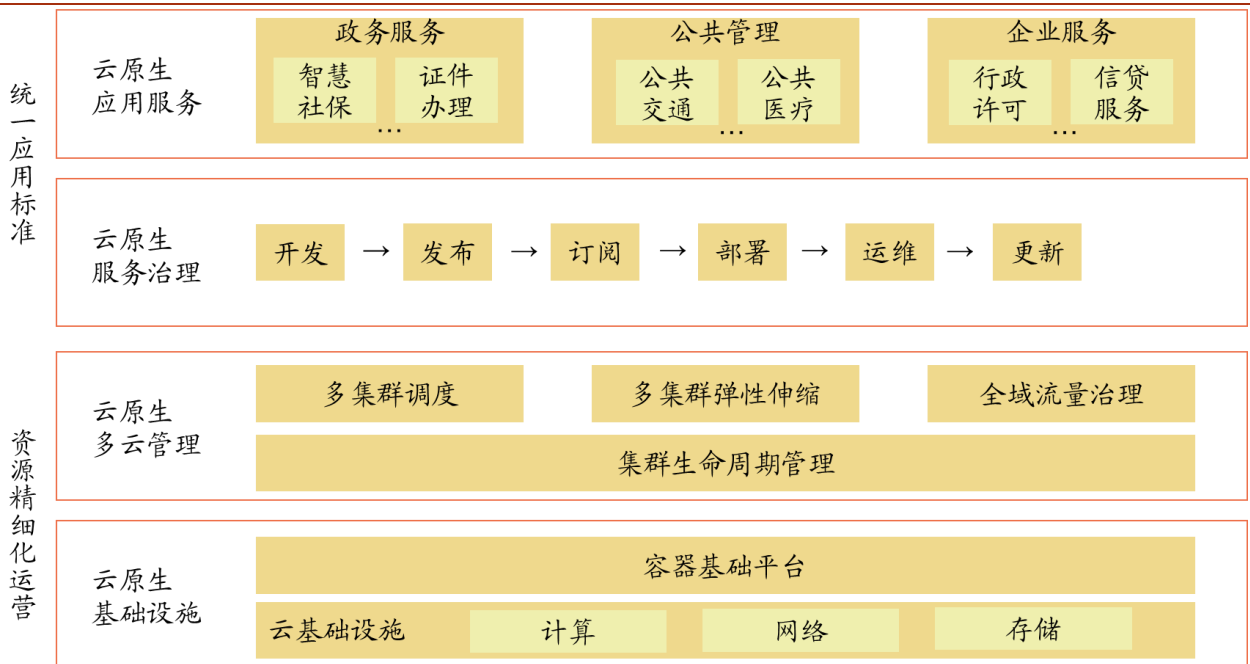 统一应用标准
云原生
应用服务
政务服务
智慧
社保
证件
办理
...
公共管理
公共
交通
公共
医疗
...
企业服务
行政
许可
信贷
服务
...
云原生
服务治理
开发 → 发布 → 订阅 → 部署 → 运维 → 更新
资源精细化运营
云原生
多云管理
多集群调度
多集群弹性伸缩
全域流量治理
集群生命周期管理
云原生
基础设施
容器基础平台
云基础设施
计算
网络
存储